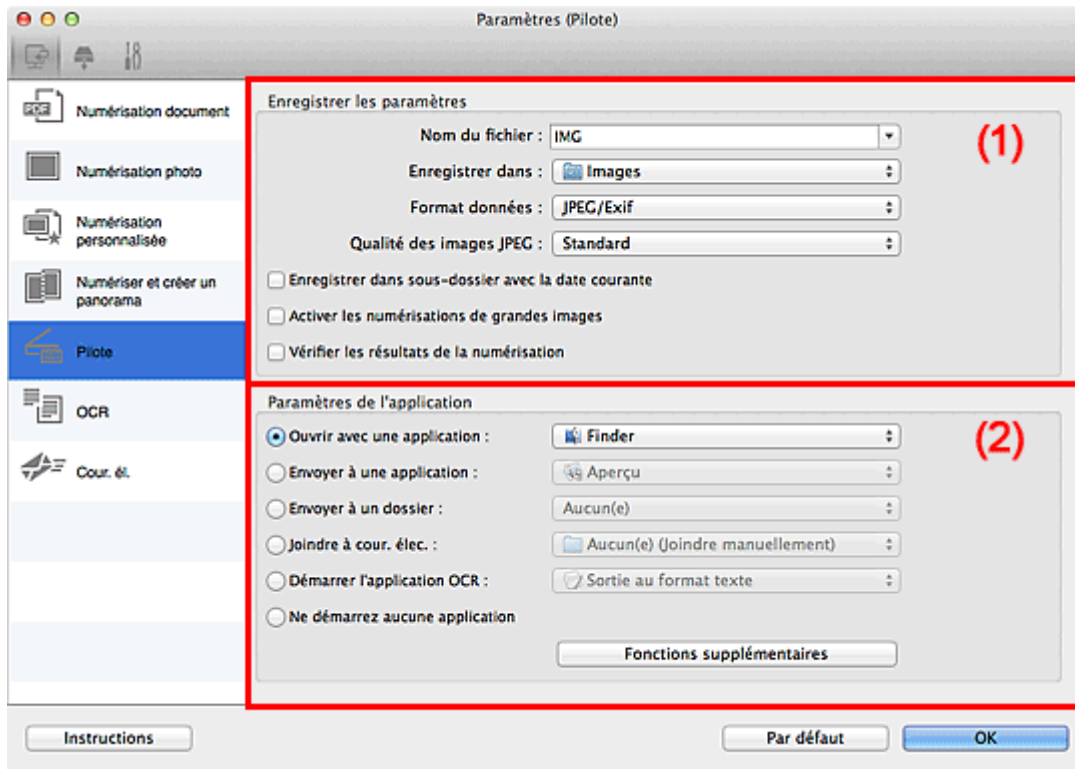 Paramètres (Pilote)
PDF
Numérisation document
Numérisation photo
Numérisation
personnalisée
Numériser et créer un
panorama
Pilote
OCR
Cour. él.
Enregistrer les paramètres
(1)
Nom du fichier : IMG
Enregistrer dans : Images
Format données : JPEG/Exif
Qualité des images JPEG : Standard
Enregistrer dans sous-dossier avec la date courante
Activer les numérisations de grandes images
Vérifier les résultats de la numérisation
Paramètres de l'application
(2)
Ouvrir avec une application : Finder
Envoyer à une application : Aperçu
Envoyer à un dossier : Aucun(e)
Joindre à cour. élec. : Aucun(e) (Joindre manuellement)
Démarrer l'application OCR : Sortie au format texte
Ne démarrez aucune application
Fonctions supplémentaires
Instructions
Par défaut
OK